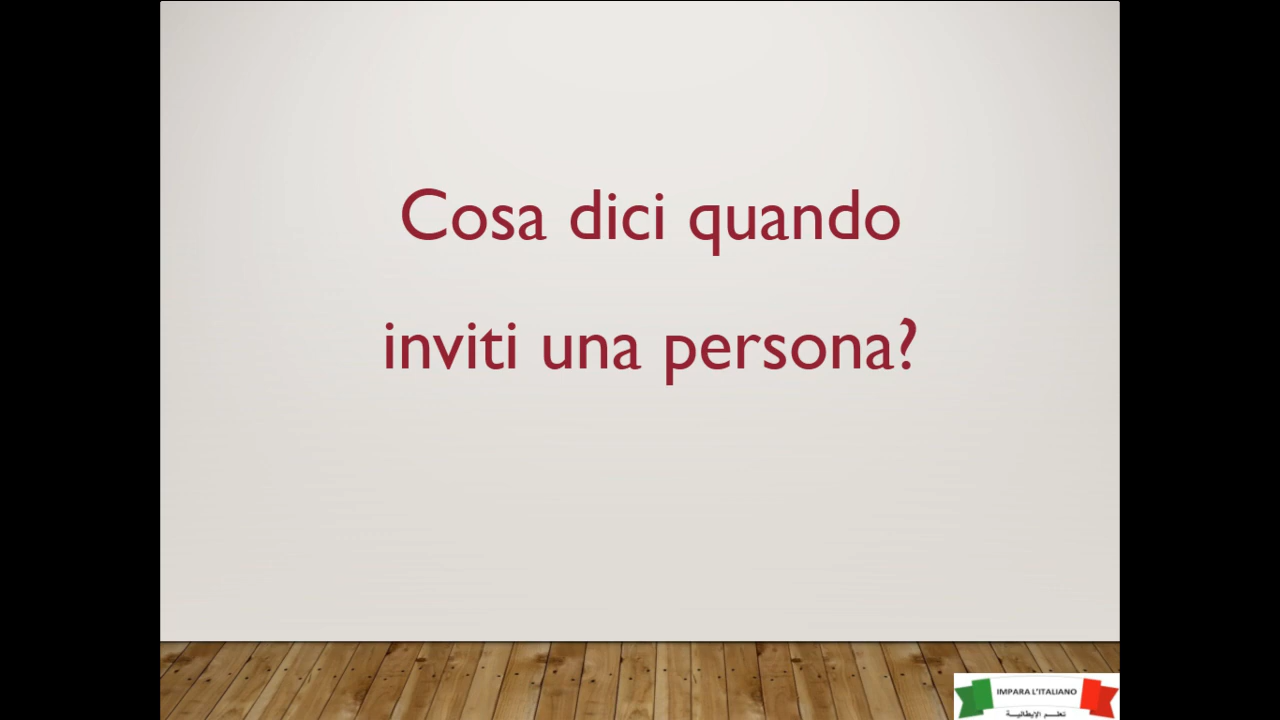 Cosa dici quando
inviti una persona?
IMPARA L'ITALIANO
تعلم الإيطالية